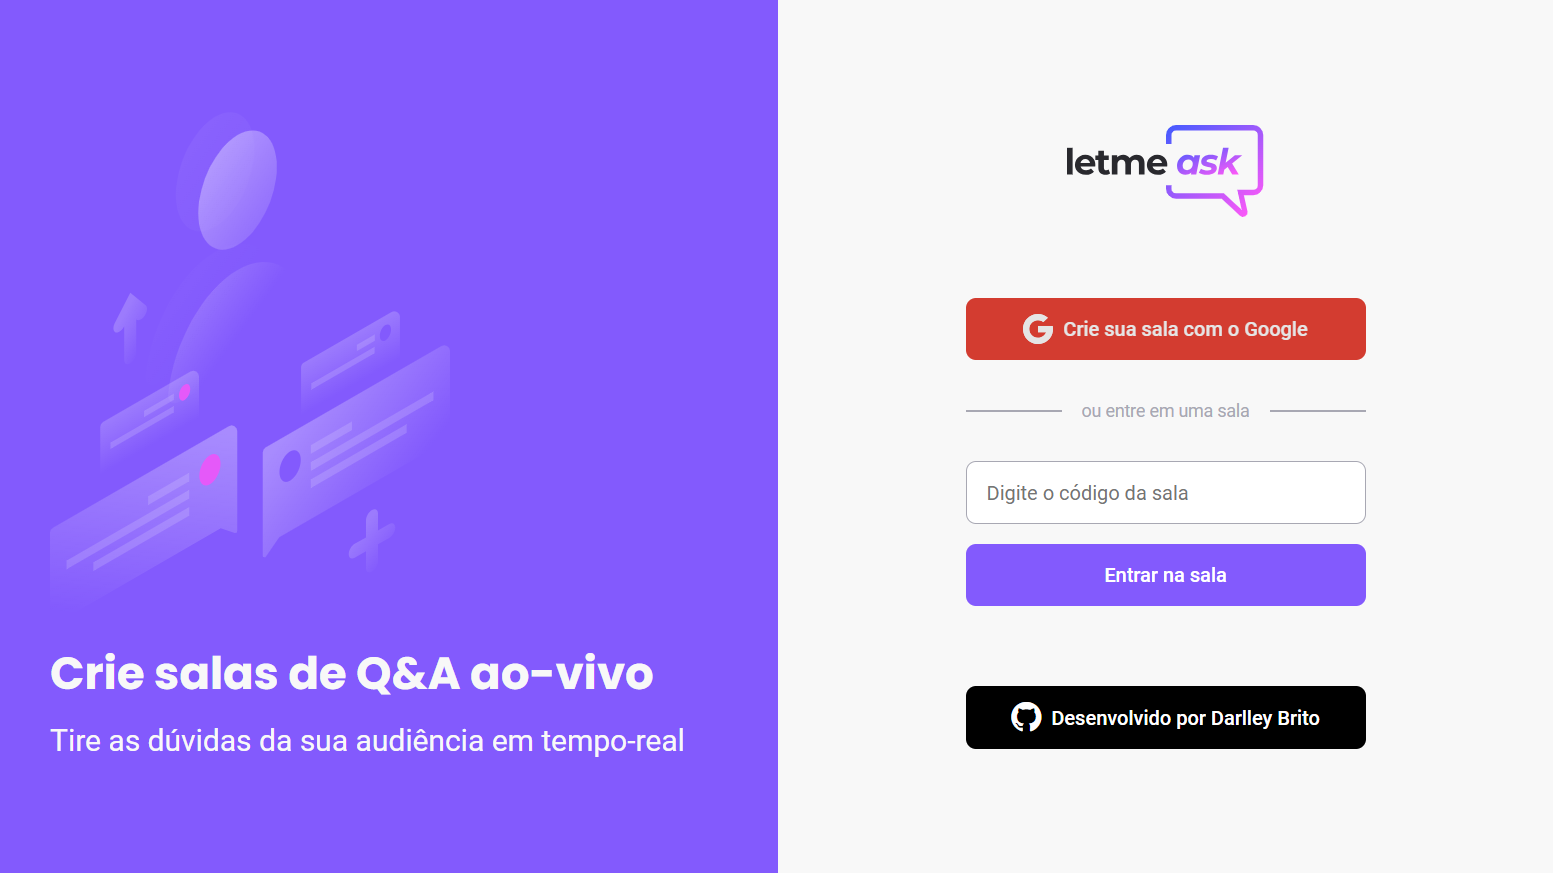 Crie salas de Q&A ao-vivo
Tire as dúvidas da sua audiência em tempo-real
letme ask
Crie sua sala com o Google
ou entre em uma sala
Digite o código da sala
Entrar na sala
Desenvolvido por Darlley Brito